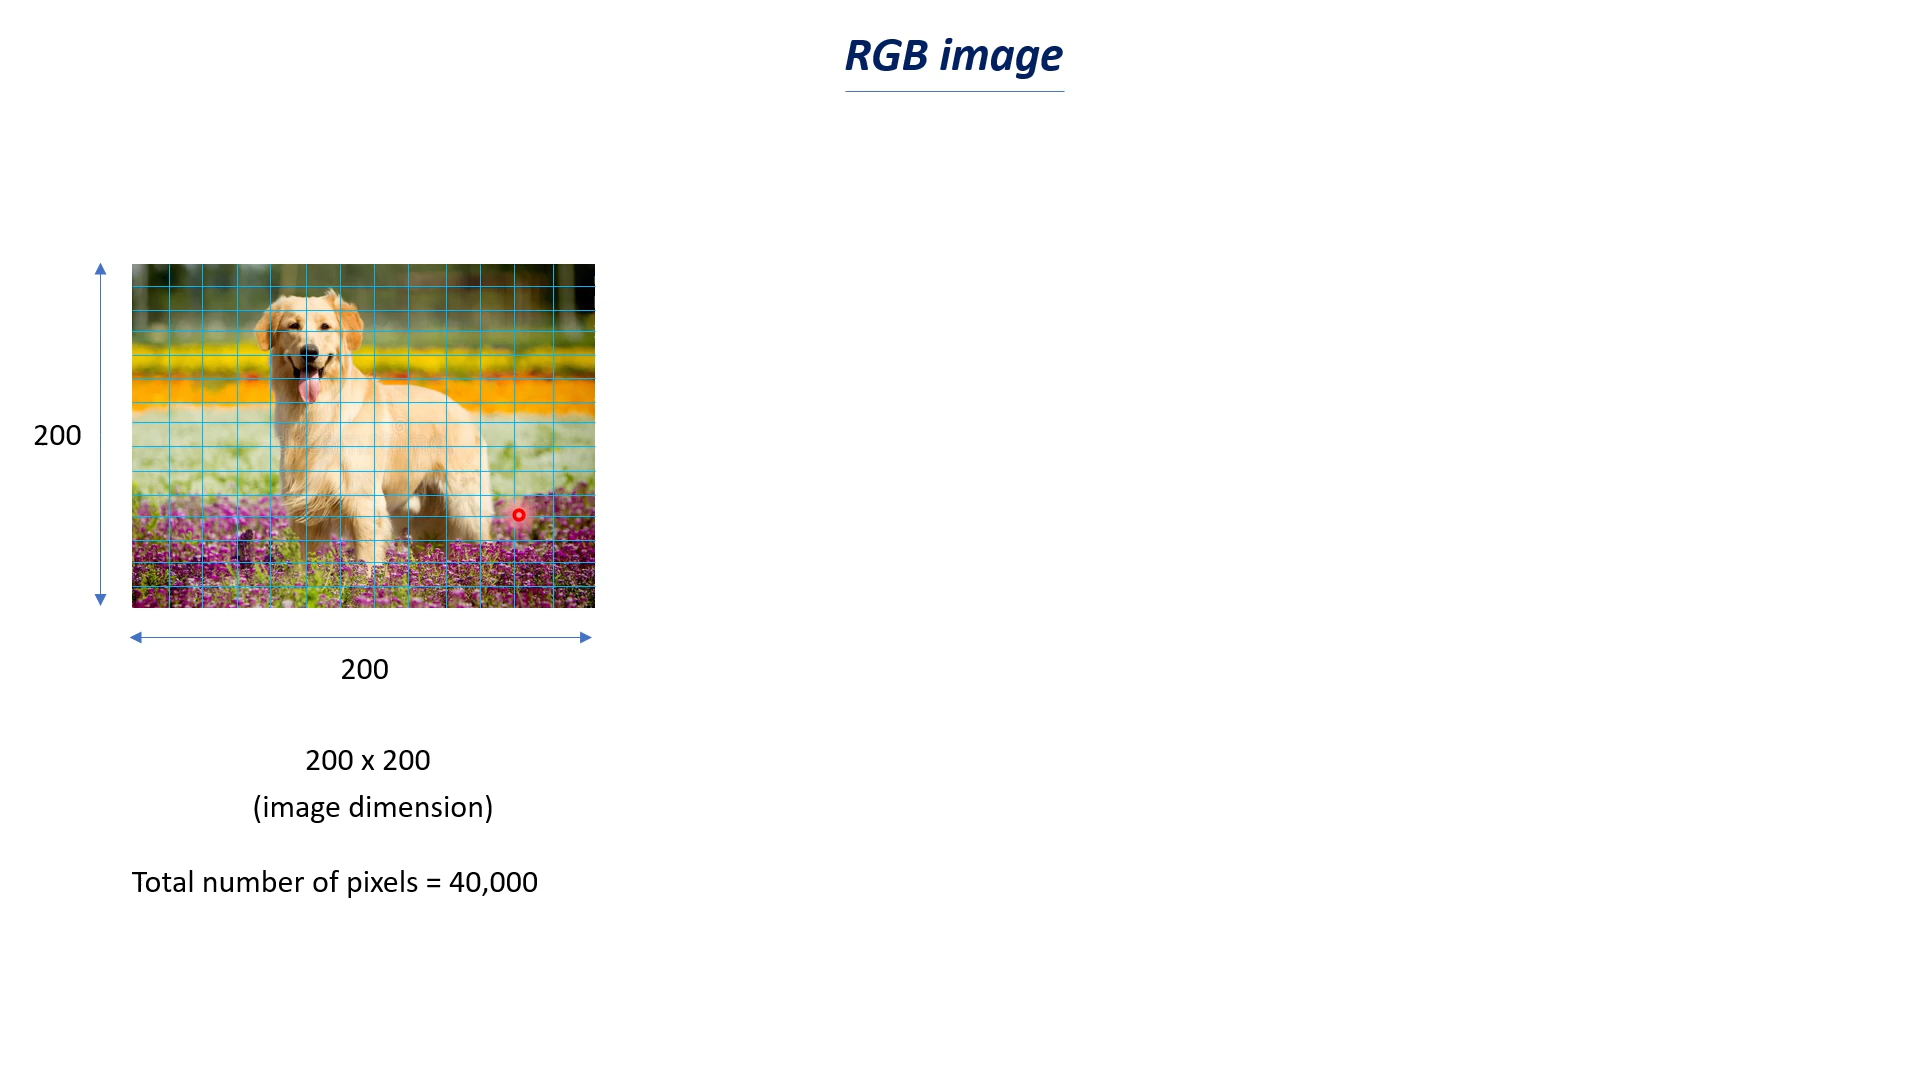 RGB image
200
200
200 x 200
(image dimension)
Total number of pixels = 40,000